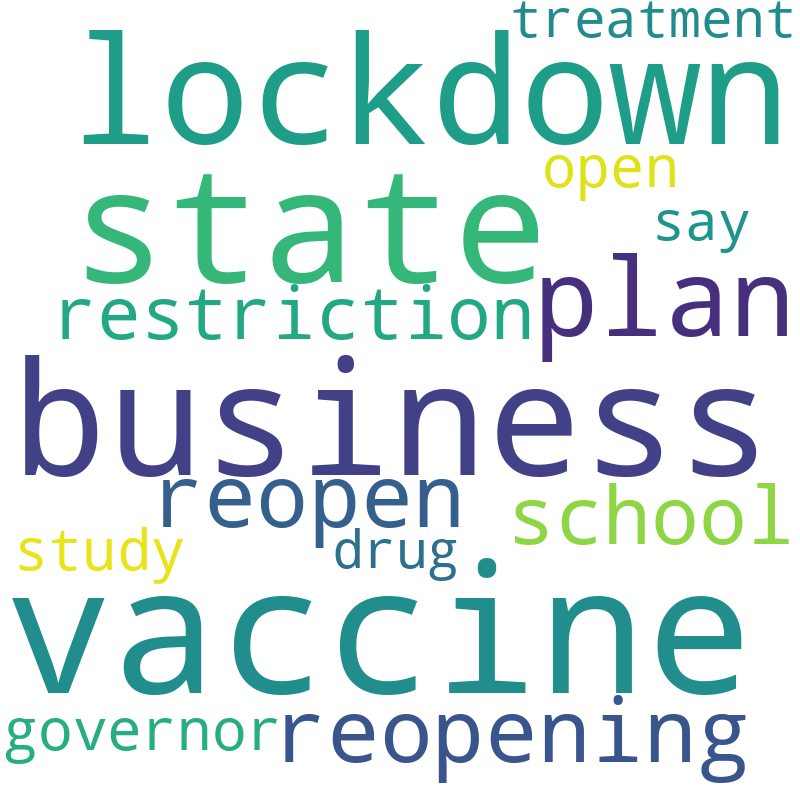 treatment
lockdown
open
state
say
plan
restriction
business
reopen
school
study
drug
vaccine
governor
reopening